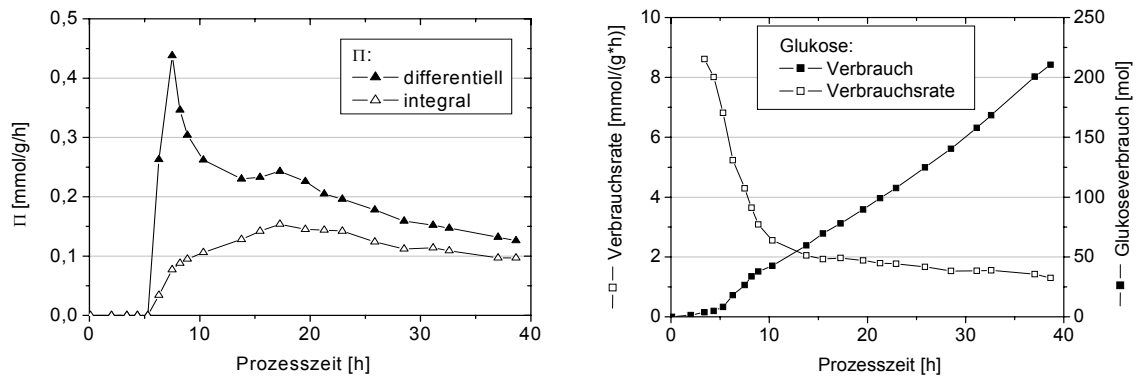 0,5
0,4
0,3
0,2
0,1
0,0
Π [mmol/g/h]
Π:
differentiell
integral
0 10 20 30 40
Prozesszeit [h]
10
8
6
4
2
0
—□— Verbrauchsrate [mmol/(g*h)]
Glukose:
Verbrauch
Verbrauchsrate
250
200
150
100
50
0
—■— Glukoseverbrauch [mol]
0 10 20 30 40
Prozesszeit [h]